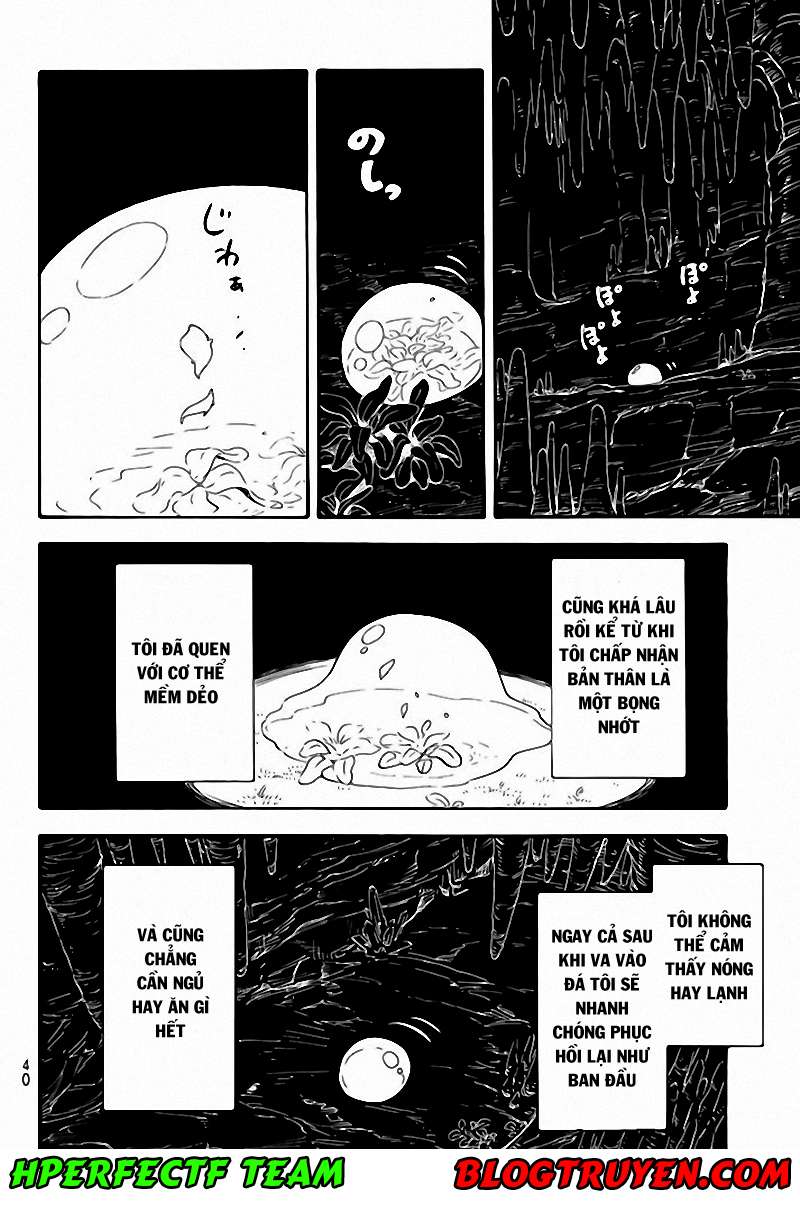 ぽよ
ぽよ
ぽよ
のしっ
じわぁ…
CŨNG KHÁ LÂU
RỒI KỂ TỪ KHI
TÔI CHẤP NHẬN
BẢN THÂN LÀ
MỘT BỌNG
NHỚT
TÔI ĐÃ QUEN
VỚI CƠ THỂ
MỀM DẺO
TÔI KHÔNG
THỂ CẢM
THẤY NÓNG
HAY LẠNH
NGAY CẢ SAU
KHI VA VÀO
ĐÁ TÔI SẼ
NHANH
CHÓNG PHỤC
HỒI LẠI NHƯ
BAN ĐẦU
VÀ CŨNG
CHẲNG
CẦN NGỦ
HAY ĂN GÌ
HẾT
40
HPERFECTF TEAM
BLOGTRUYEN.COM